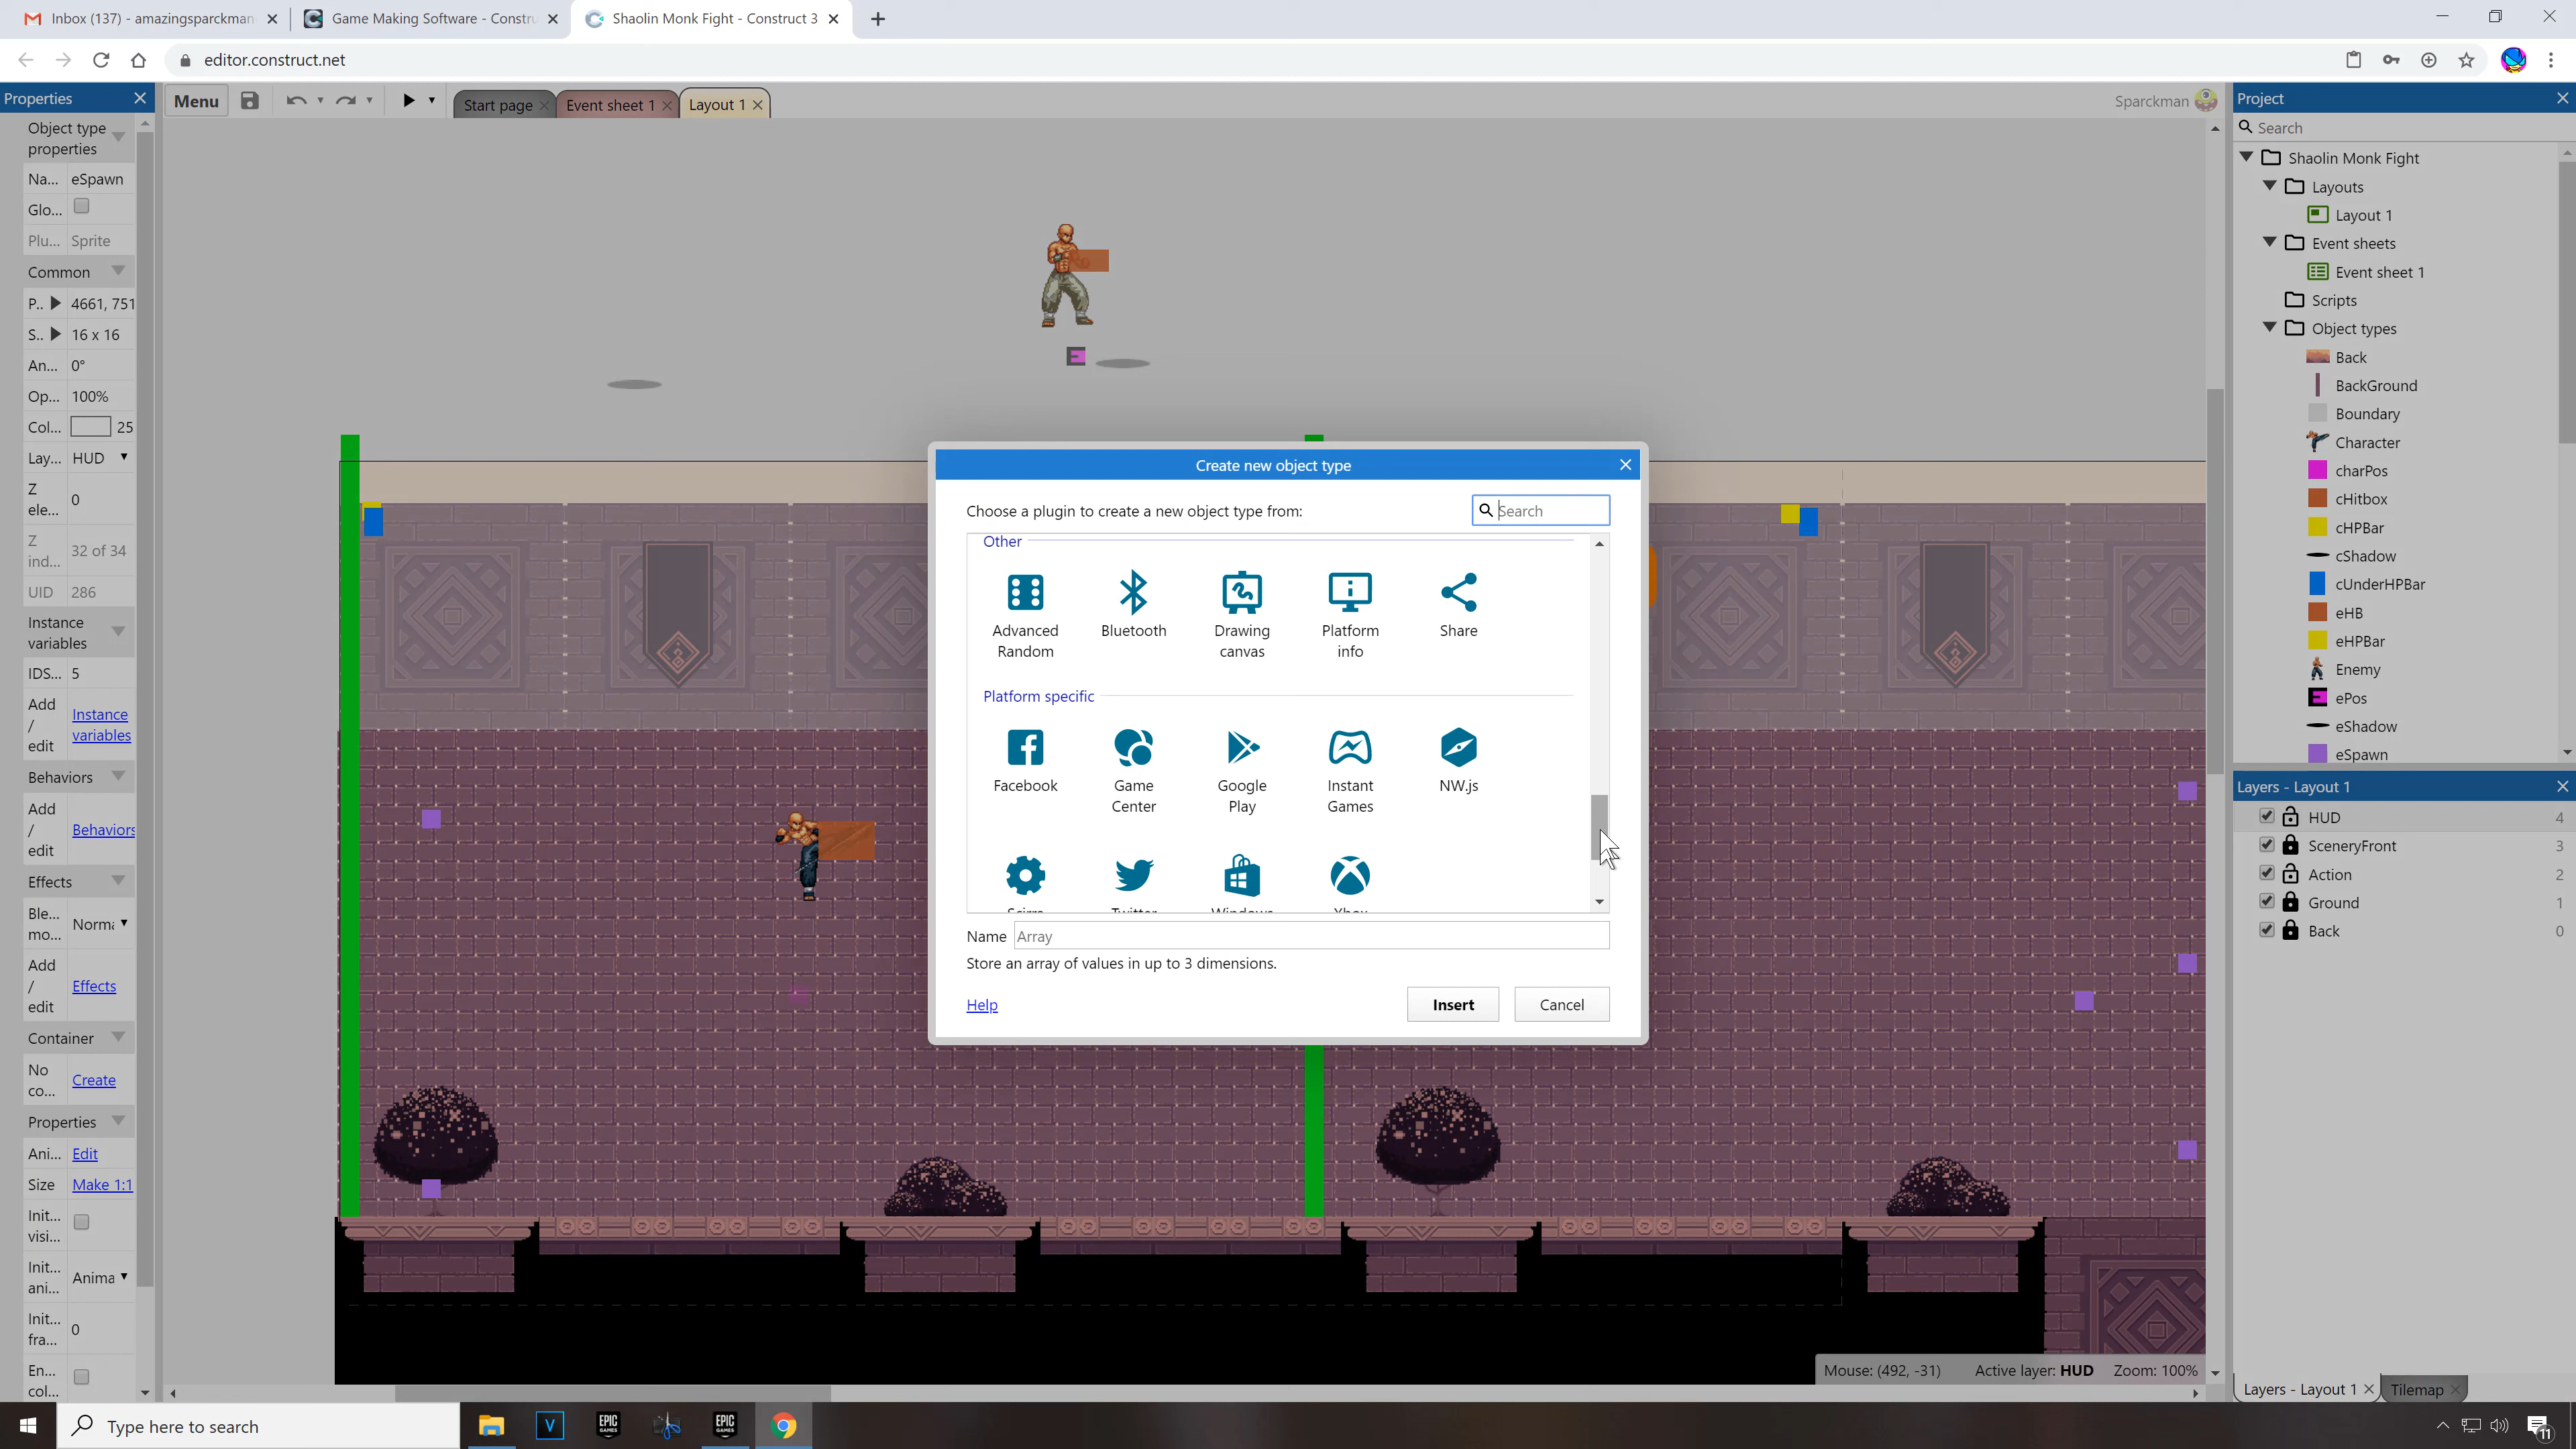 Inbox (137) - amazingsparckman
Game Making Software - Constru
Shaolin Monk Fight - Construct 3
editor.construct.net
Properties
Menu
Start page
Event sheet 1
Layout 1
Sparckman
Project
Search
Object type properties
Na... eSpawn
Glo...
Plu... Sprite
Common
P.. 4661, 751
S.. 16 x 16
An... 0°
Op... 100%
Col... 25
Lay... HUD
Z ele... 0
Z ind... 32 of 34
UID 286
Instance variables
IDS... 5
Add / edit Instance variables
Behaviors
Add / edit Behaviors
Effects
Ble... mo... Norma
Add / edit Effects
Container
No co... Create
Properties
Ani... Edit
Size Make 1:1
Init... visi...
Init... ani... Anima
Init... fra... 0
En... col...
Create new object type
Choose a plugin to create a new object type from:
Search
Other
Advanced Random
Bluetooth
Drawing canvas
Platform info
Share
Platform specific
Facebook
Game Center
Google Play
Instant Games
NW.js
Scirra
Twitter
Windows
Xbox
Name Array
Store an array of values in up to 3 dimensions.
Help
Insert
Cancel
Shaolin Monk Fight
Layouts
Layout 1
Event sheets
Event sheet 1
Scripts
Object types
Back
BackGround
Boundary
Character
charPos
cHitbox
cHPBar
cShadow
cUnderHPBar
eHB
eHPBar
Enemy
ePos
eShadow
eSpawn
Layers - Layout 1
HUD 4
SceneryFront 3
Action 2
Ground 1
Back 0
Mouse: (492, -31) Active layer: HUD Zoom: 100%
Layers - Layout 1
Tilemap
Type here to search
EPIC GAMES
EPIC GAMES
11